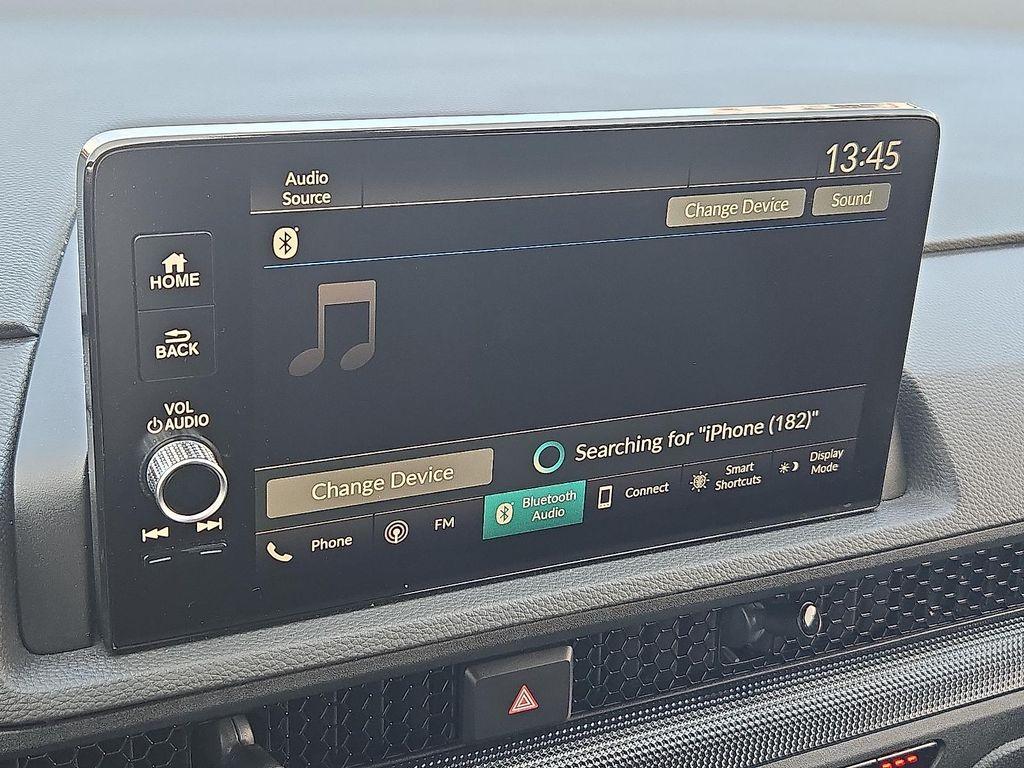 Audio
Source
13:45
Change Device
Sound
HOME
BACK
VOL
AUDIO
Change Device
Searching for "iPhone (182)"
Phone
FM
Bluetooth
Audio
Connect
Smart
Shortcuts
Display
Mode